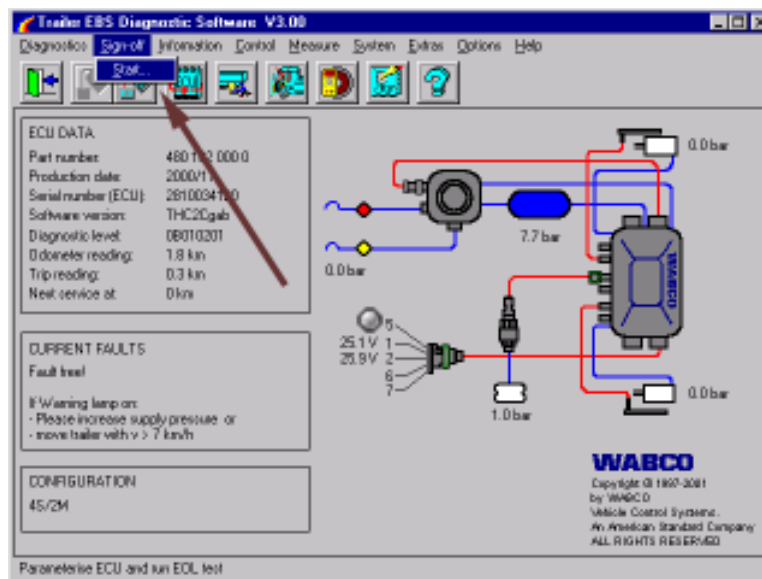 Trailer EBS Diagnostic Software V3.00
Diagnostics Sign-off Information Control Measure System Extras Options Help
Start...
ECU DATA
Part number:
Production date:
Serial number (ECU):
Software version: THC2Cgab
Diagnostic level: 0B010201
Odometer reading: 1.8 km
Trip reading: 0.3 km
Next service at: 0 km
CURRENT FAULTS
Fault free!
If Warning lamp on:
- Please increase supply pressure or
- move trailer with v > 7 km/h
CONFIGURATION
4S/2M
0.0 bar
7.7 bar
0.0 bar
WABCO
5
25.1 V 1
25.9 V 2
6
7
1.0 bar
0.0 bar
WABCO
Copyright © 1997-2001
by WABCO
Vehicle Control Systems.
An American Standard Company
ALL RIGHTS RESERVED
Parameterise ECU and run EOL test